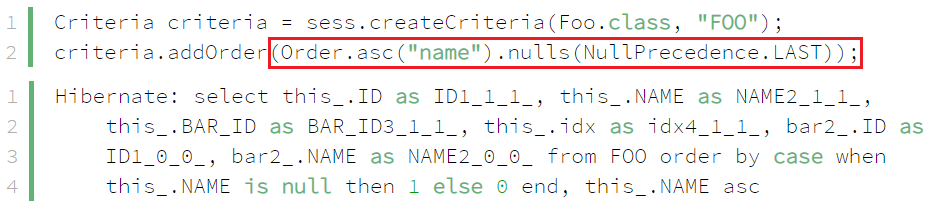 1 Criteria criteria = sess.createCriteria(Foo.class, "FOO");
2 criteria.addOrder(Order.asc("name").nulls(NullPrecedence.LAST));
1 Hibernate: select this_.ID as ID1_1_1_, this_.NAME as NAME2_1_1_,
2 this_.BAR_ID as BAR_ID3_1_1_, this_.idx as idx4_1_1_, bar2_.ID as
3 ID1_0_0_, bar2_.NAME as NAME2_0_0_ from FOO order by case when
4 this_.NAME is null then 1 else 0 end, this_.NAME asc